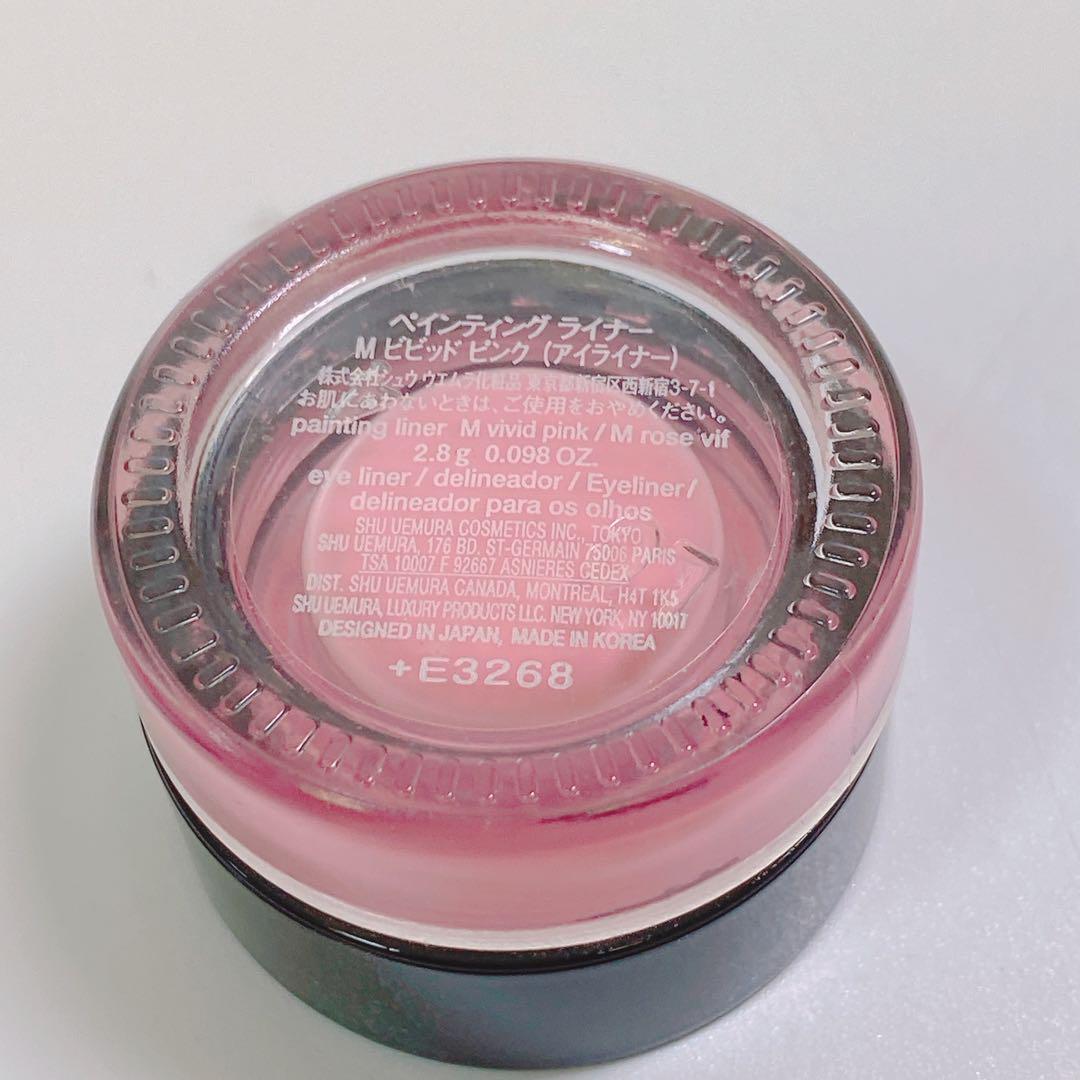 ペインティング ライナー
M ビビッド ピンク (アイライナー)
株式会社シュウ ウエムラ化粧品 東京都新宿区西新宿3-7-1
お肌にあわないときは、ご使用をおやめください。
painting liner M vivid pink / M rose vif
2.8 g 0.098 OZ.
eye liner / delineador / Eyeliner /
delineador para os olhos
SHU UEMURA COSMETICS INC., TOKYO
SHU UEMURA, 176 BD. ST-GERMAIN 75006 PARIS
TSA 10007 F 92667 ASNIERES CEDEX
DIST. SHU UEMURA CANADA, MONTREAL, H4T 1K5
SHU UEMURA, LUXURY PRODUCTS LLC. NEW YORK, NY 10017
DESIGNED IN JAPAN, MADE IN KOREA
+E3268